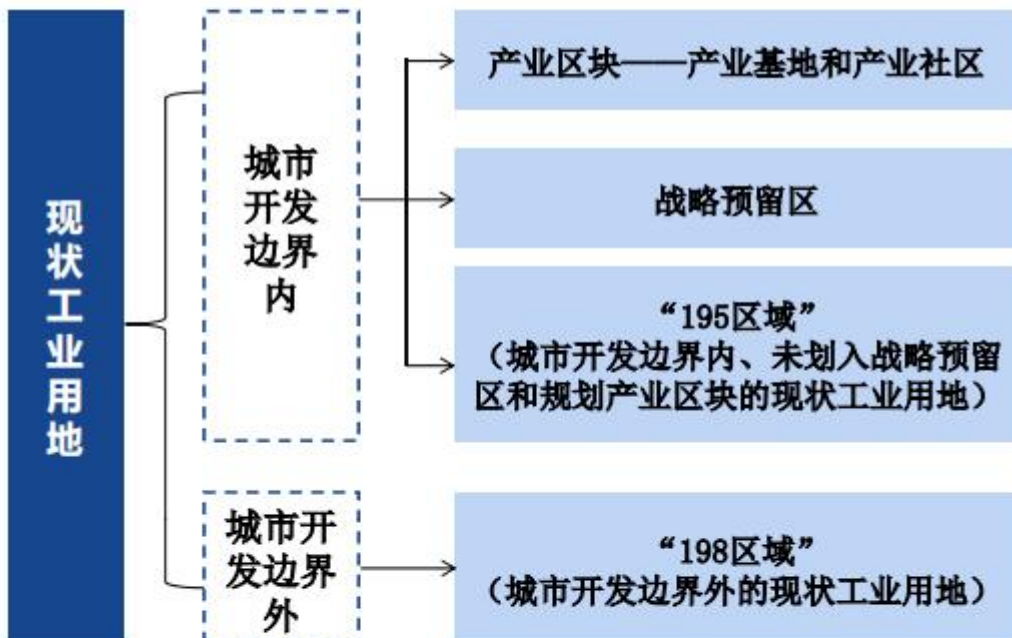 现状工业用地
城市
开发
边界
内
产业区块——产业基地和产业社区
战略预留区
“195区域”
（城市开发边界内、未划入战略预留
区和规划产业区块的现状工业用地）
城市开
发边界
外
“198区域”
（城市开发边界外的现状工业用地）